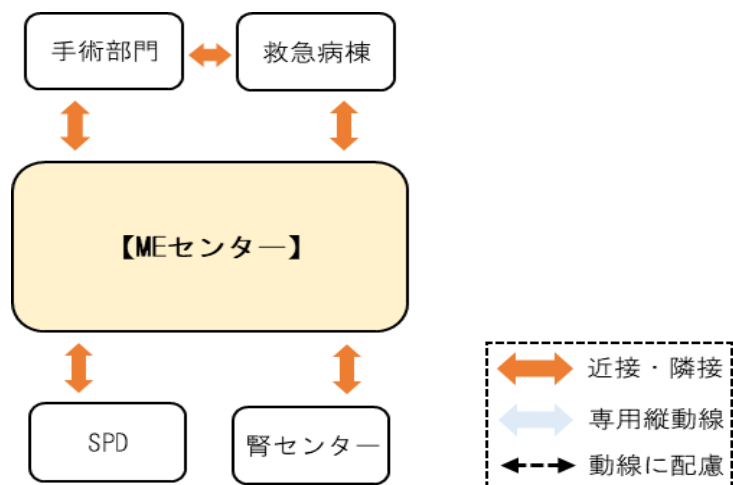 手術部門
救急病棟
【MEセンター】
SPD
腎センター
近接・隣接
専用縦動線
動線に配慮